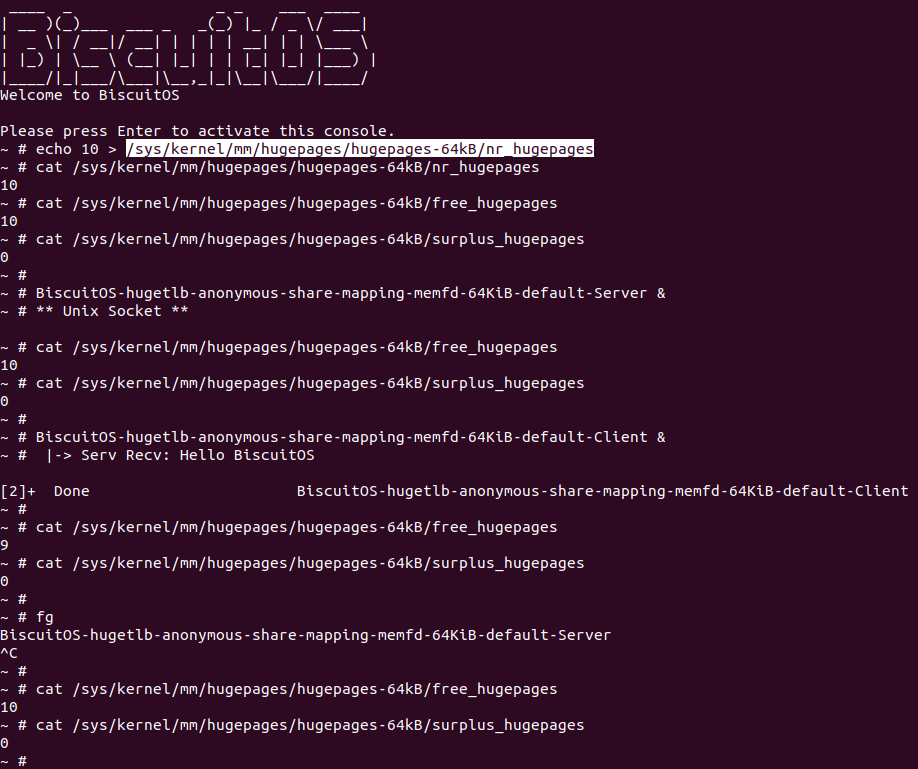 ____  _                _ _    ___  ____
| __ )(_)___  ___ _   _(_) |_ / _ \/ ___|
|  _ \| / __|/ __| | | | | __| | | \___ \
| |_) | \__ \ (__| |_| | | |_| |_| |___) |
|____/|_|___/\___|\__,_|_|\__|\___/|____/
Welcome to BiscuitOS
Please press Enter to activate this console.
~ # echo 10 > /sys/kernel/mm/hugepages/hugepages-64kB/nr_hugepages
~ # cat /sys/kernel/mm/hugepages/hugepages-64kB/nr_hugepages
10
~ # cat /sys/kernel/mm/hugepages/hugepages-64kB/free_hugepages
10
~ # cat /sys/kernel/mm/hugepages/hugepages-64kB/surplus_hugepages
0
~ #
~ # BiscuitOS-hugetlb-anonymous-share-mapping-memfd-64KiB-default-Server &
~ # ** Unix Socket **
~ # cat /sys/kernel/mm/hugepages/hugepages-64kB/free_hugepages
10
~ # cat /sys/kernel/mm/hugepages/hugepages-64kB/surplus_hugepages
0
~ #
~ # BiscuitOS-hugetlb-anonymous-share-mapping-memfd-64KiB-default-Client &
~ #  |-> Serv Recv: Hello BiscuitOS
[2]+  Done                       BiscuitOS-hugetlb-anonymous-share-mapping-memfd-64KiB-default-Client
~ #
~ # cat /sys/kernel/mm/hugepages/hugepages-64kB/free_hugepages
9
~ # cat /sys/kernel/mm/hugepages/hugepages-64kB/surplus_hugepages
0
~ #
~ # fg
BiscuitOS-hugetlb-anonymous-share-mapping-memfd-64KiB-default-Server
^C
~ #
~ # cat /sys/kernel/mm/hugepages/hugepages-64kB/free_hugepages
10
~ # cat /sys/kernel/mm/hugepages/hugepages-64kB/surplus_hugepages
0
~ #